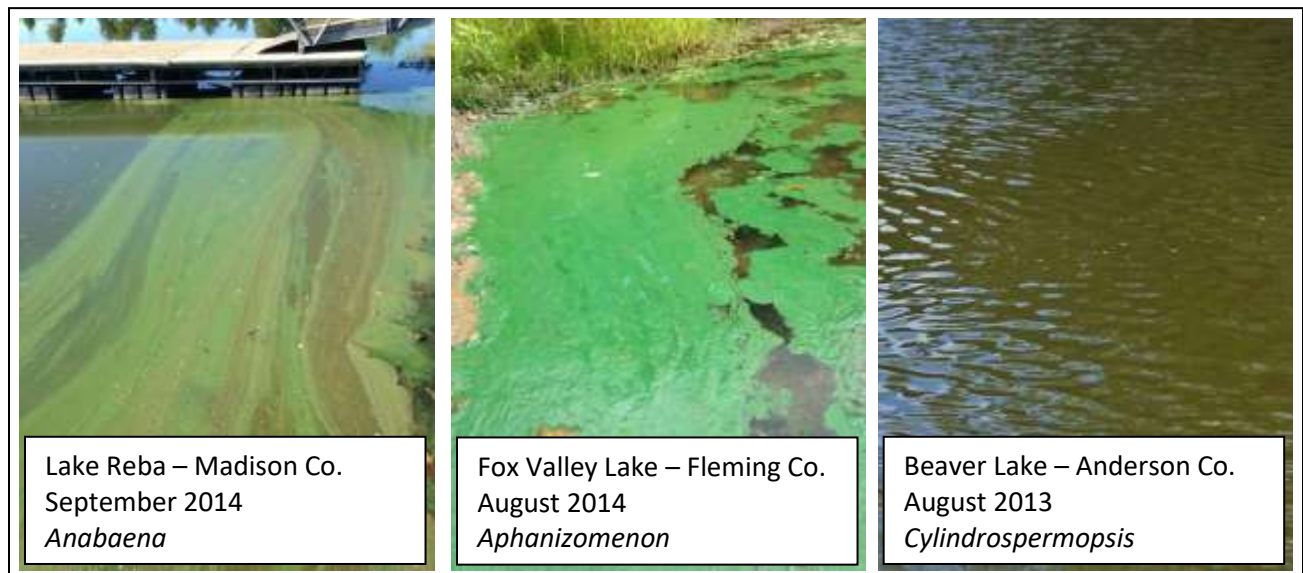 Lake Reba – Madison Co.
September 2014
Anabaena
Fox Valley Lake – Fleming Co.
August 2014
Aphanizomenon
Beaver Lake – Anderson Co.
August 2013
Cylindrospermopsis